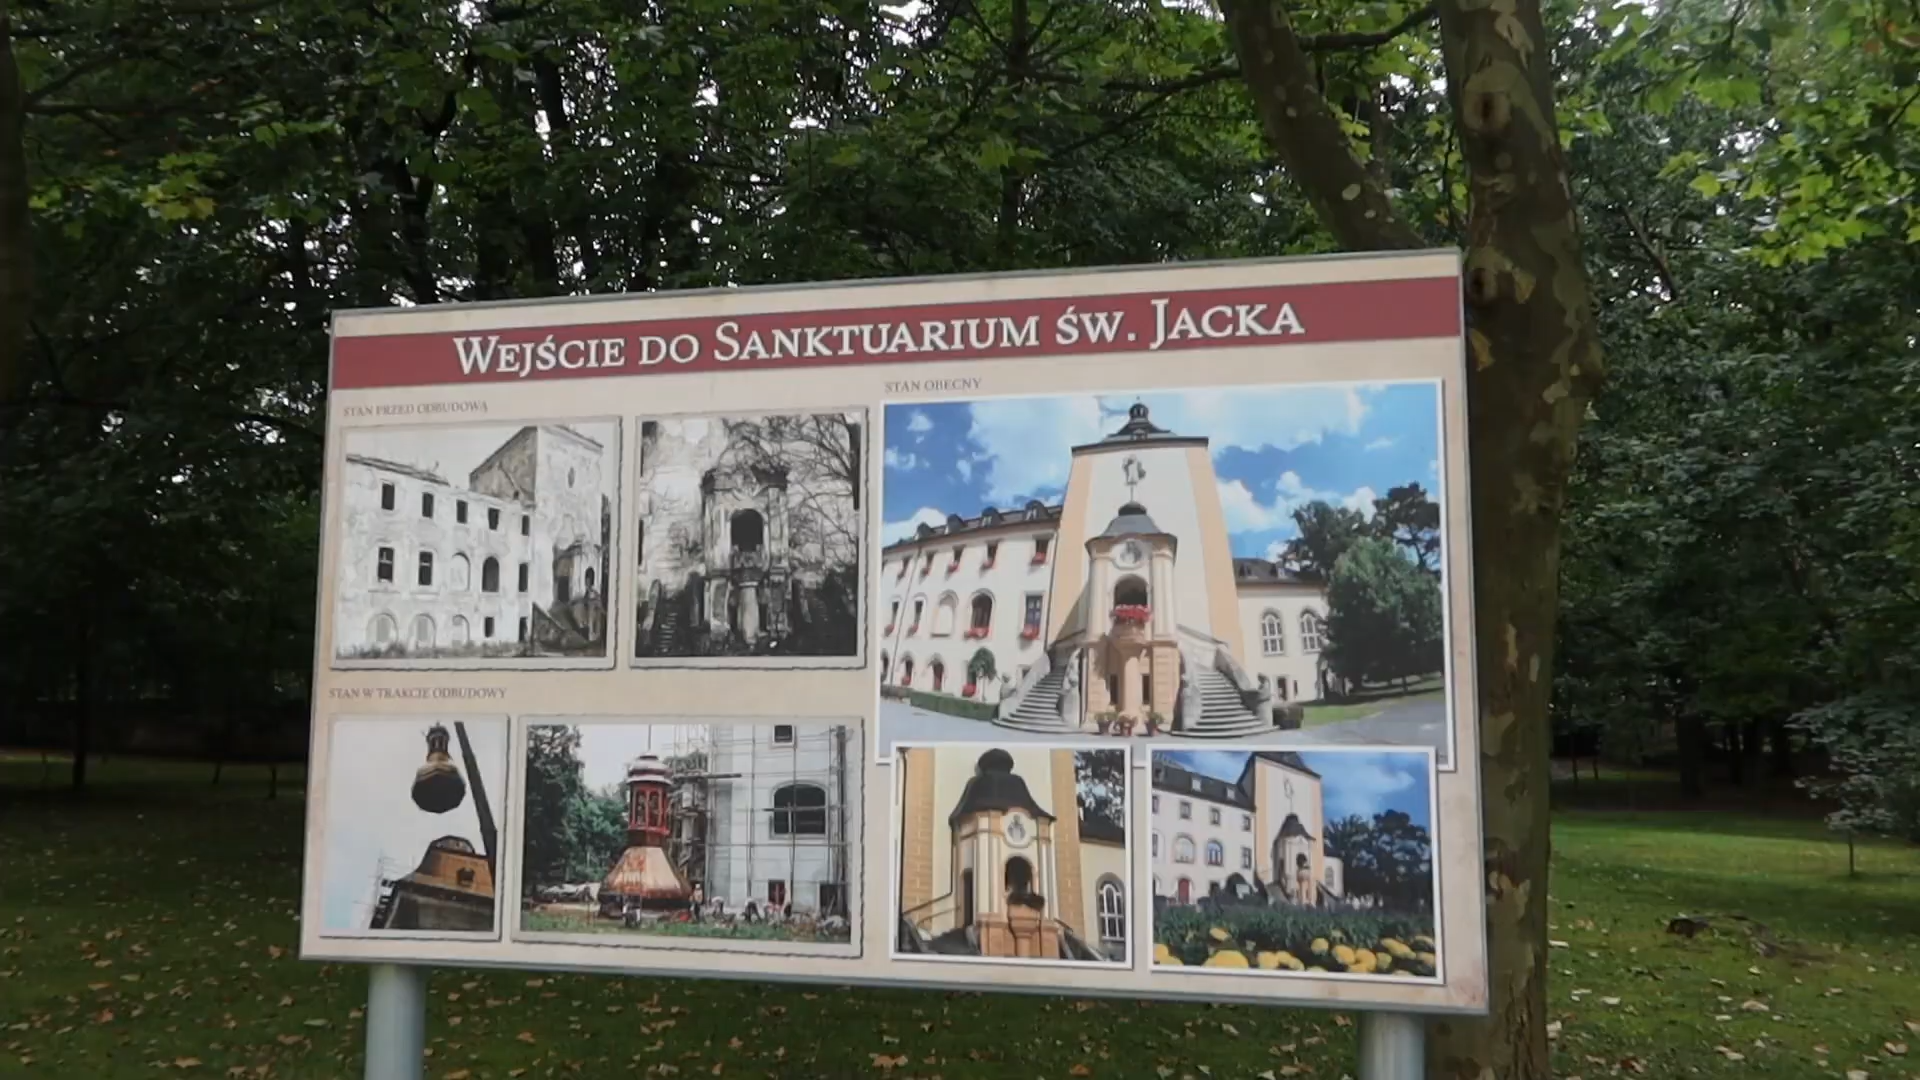 WEJŚCIE DO SANKTUARIUM ŚW. JACKA
STAN PRZED ODBUDOWĄ
STAN OBECNY
STAN W TRAKCIE ODBUDOWY